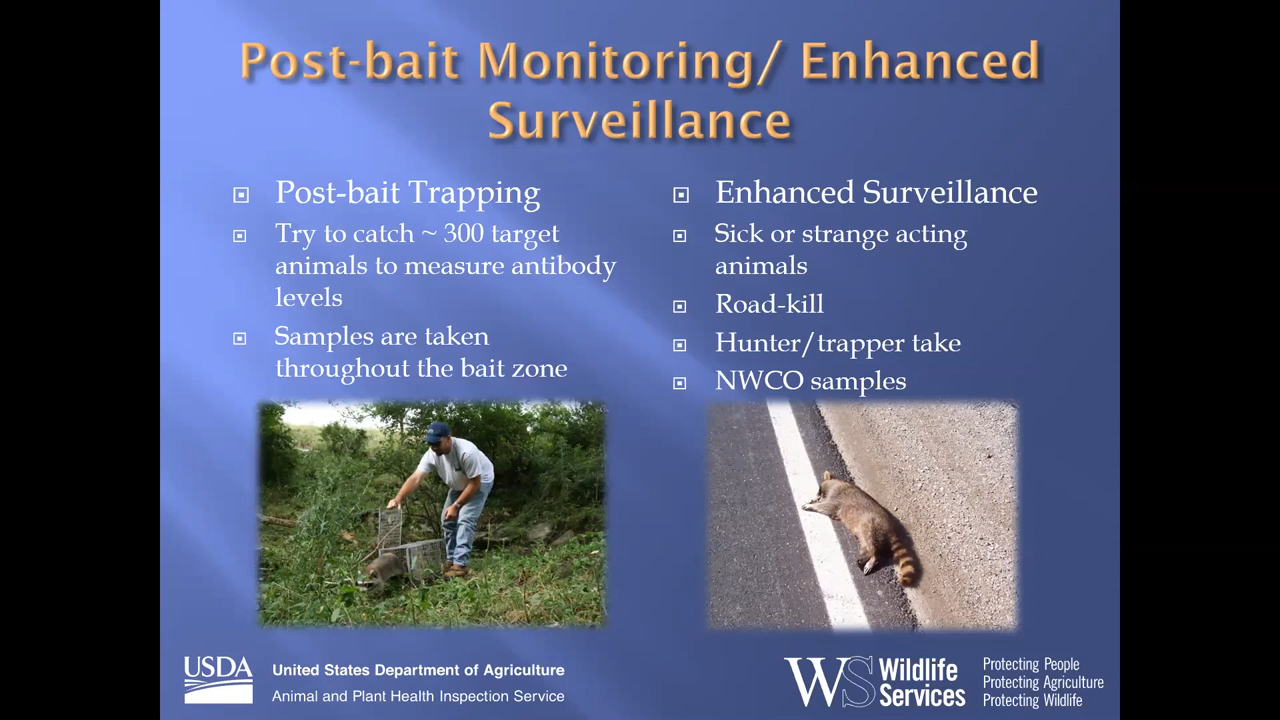 Post-bait Monitoring/ Enhanced
Surveillance
Post-bait Trapping
Try to catch ~ 300 target
animals to measure antibody
levels
Samples are taken
throughout the bait zone
Enhanced Surveillance
Sick or strange acting
animals
Road-kill
Hunter/trapper take
NWCO samples
USDA
United States Department of Agriculture
Animal and Plant Health Inspection Service
WS Wildlife
Services
Protecting People
Protecting Agriculture
Protecting Wildlife